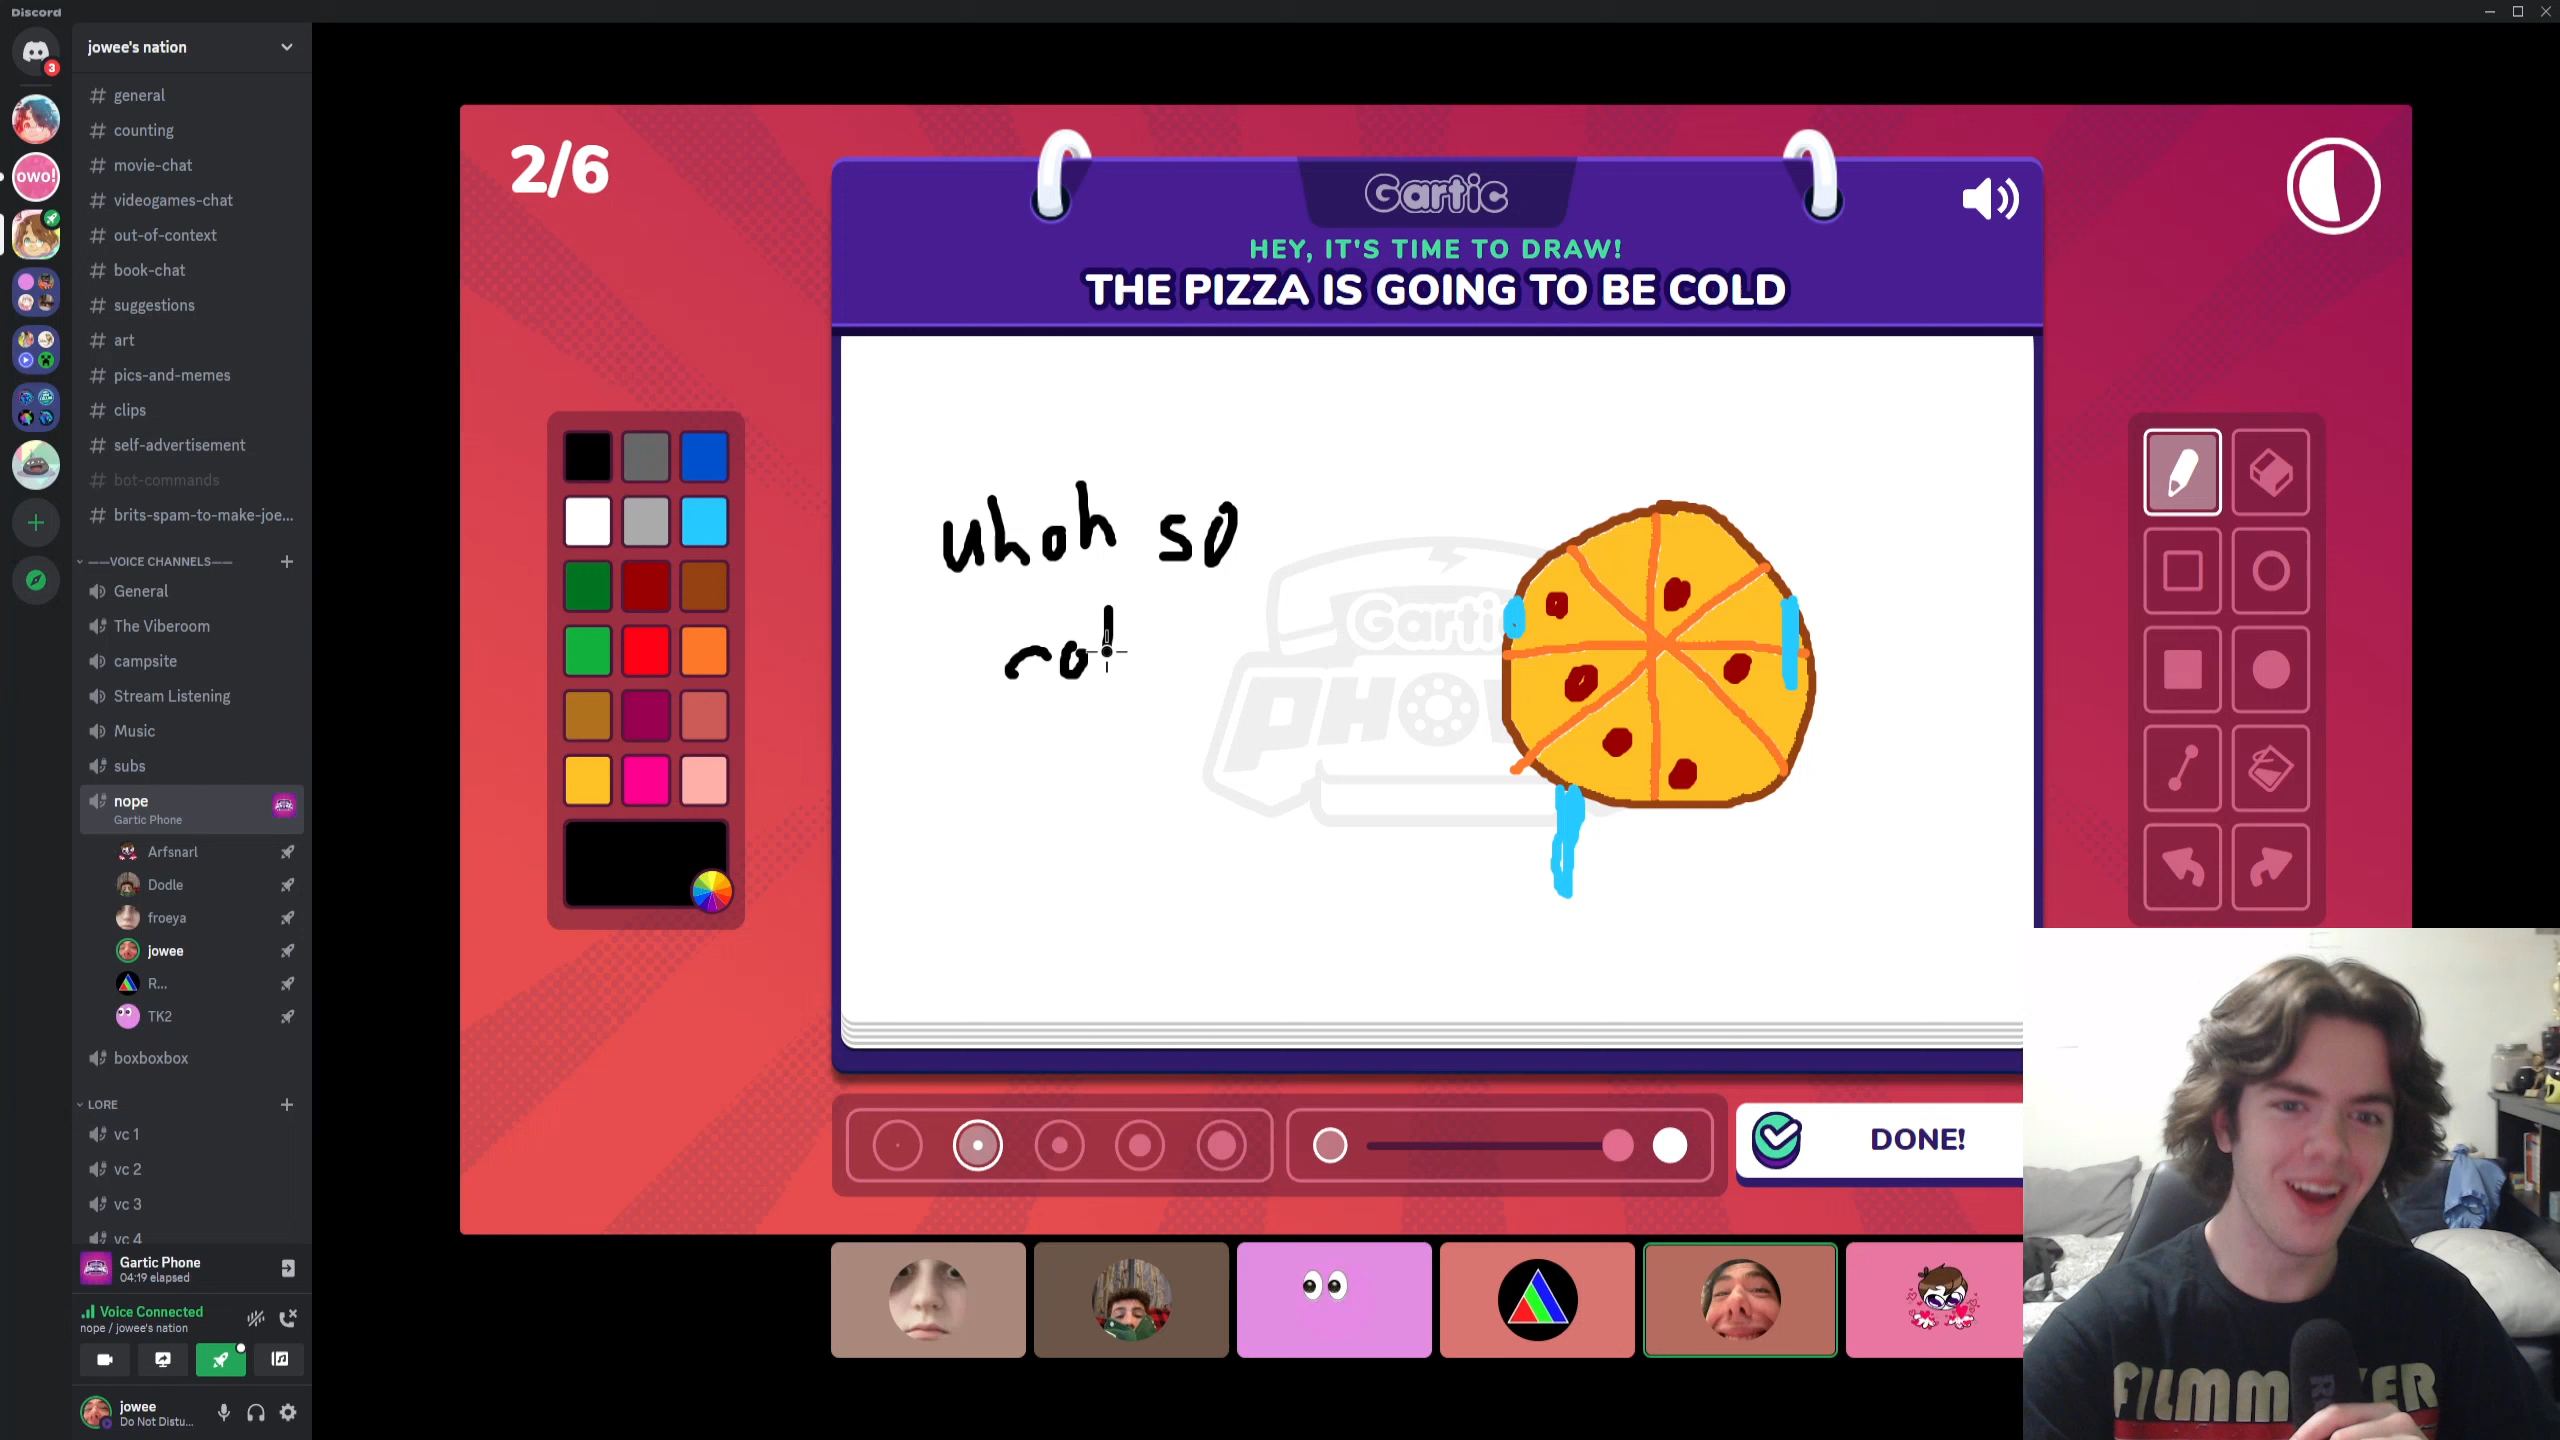 Discord
jowee's nation
3
general
counting
movie-chat
owo!
videogames-chat
out-of-context
book-chat
suggestions
art
pics-and-memes
clips
self-advertisement
bot-commands
brits-spam-to-make-joe...
——VOICE CHANNELS——
General
The Viberoom
campsite
Stream Listening
Music
subs
nope
Gartic Phone
Arfsnarl
Dodle
froeya
jowee
R...
TK2
boxboxbox
LORE
vc 1
vc 2
vc 3
vc 4
Gartic Phone
04:19 elapsed
Voice Connected
nope / jowee's nation
jowee
Do Not Distu...
2/6
Gartic
HEY, IT'S TIME TO DRAW!
THE PIZZA IS GOING TO BE COLD
uhoh so
Gartic
PHO
DONE!